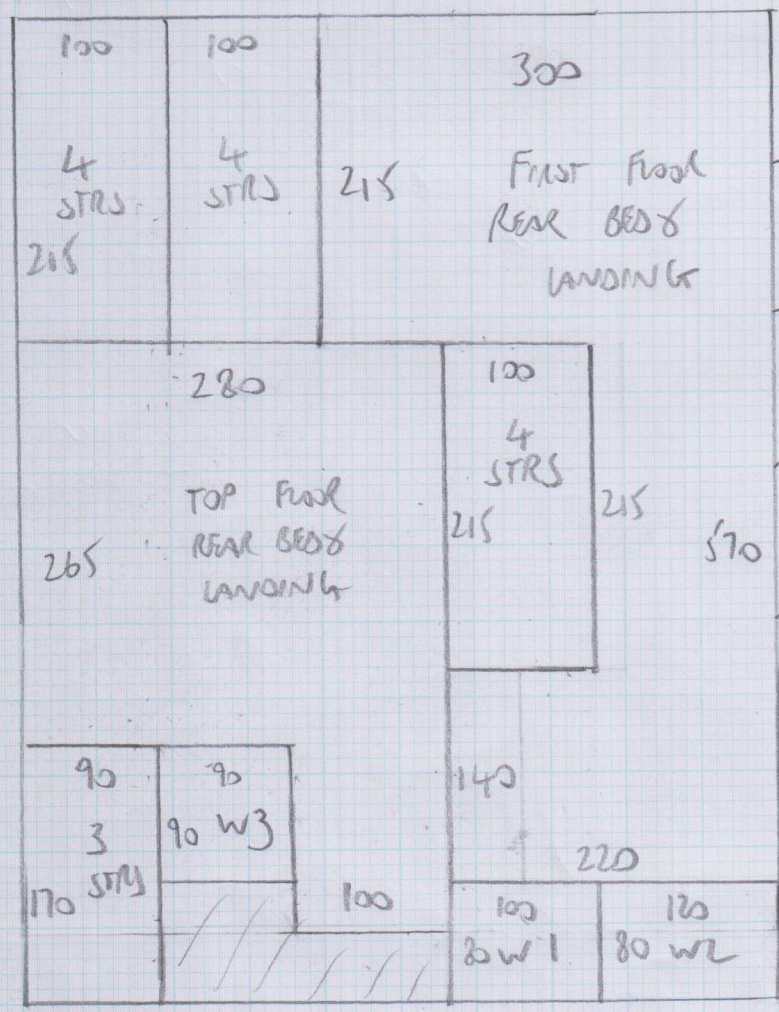 100
4
STRS
215
100
4
STRS
300
215
FIRST FLOOR
REAR BED &
LANDING
280
TOP FLOOR
REAR BED &
LANDING
265
100
4
STRS
215
215
570
90
3
STRS
170
90
90 W3
100
140
220
100
80 W1
120
80 W2